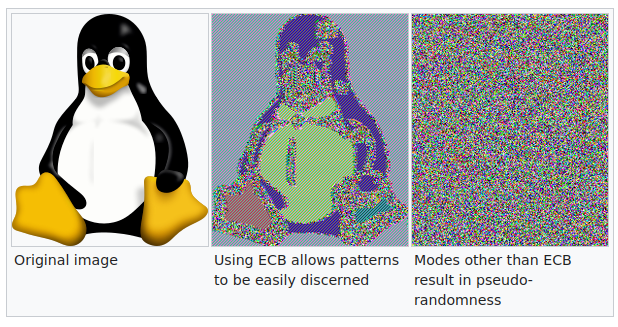 Original image
Using ECB allows patterns
to be easily discerned
Modes other than ECB
result in pseudo-
randomness